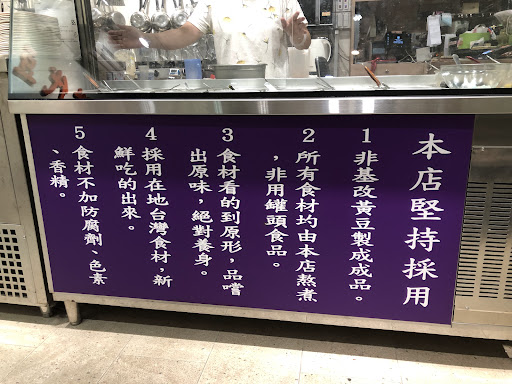 本店堅持採用
1非基改黃豆製成成品。
2所有食材均由本店熬煮
，非用罐頭食品。
3食材看的到原形，品嚐
出原味，絕對養身。
4採用在地台灣食材，新
鮮吃的出來。
5食材不加防腐劑、色素
、香精。